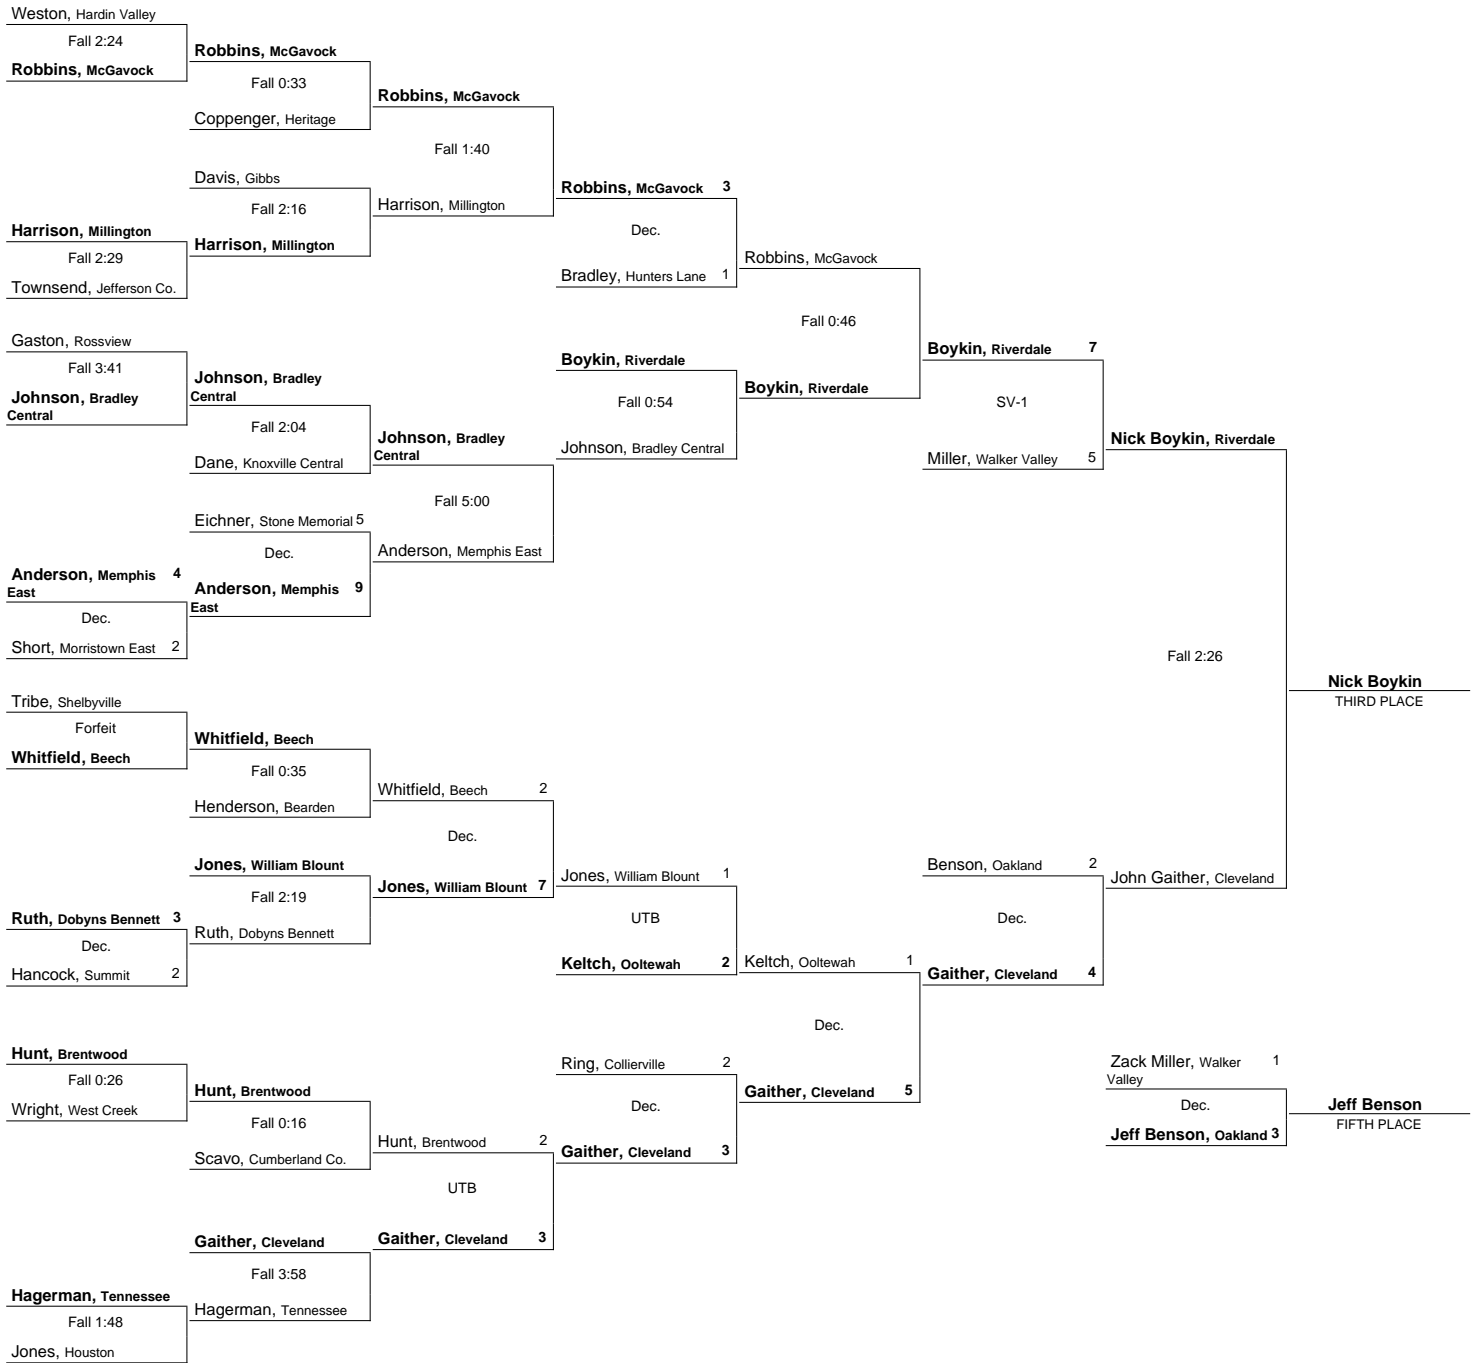 Weston, Hardin Valley
Fall 2:24
Robbins, McGavock
Harrison, Millington
Fall 2:29
Townsend, Jefferson Co.
Gaston, Rossview
Fall 3:41
Johnson, Bradley
Central
Anderson, Memphis 4
East
Dec.
Short, Morristown East 2
Tribe, Shelbyville
Forfeit
Whitfield, Beech
Ruth, Dobyns Bennett 3
Dec.
Hancock, Summit 2
Hunt, Brentwood
Fall 0:26
Wright, West Creek
Hagerman, Tennessee
Fall 1:48
Jones, Houston
Robbins, McGavock
Fall 0:33
Coppenger, Heritage
Davis, Gibbs
Fall 2:16
Harrison, Millington
Johnson, Bradley
Central
Fall 2:04
Dane, Knoxville Central
Eichner, Stone Memorial 5
Dec.
Anderson, Memphis 9
East
Whitfield, Beech
Fall 0:35
Henderson, Bearden
Jones, William Blount
Fall 2:19
Ruth, Dobyns Bennett
Hunt, Brentwood
Fall 0:16
Scavo, Cumberland Co.
Gaither, Cleveland
Fall 3:58
Hagerman, Tennessee
Robbins, McGavock
Fall 1:40
Harrison, Millington
Johnson, Bradley
Central
Fall 5:00
Anderson, Memphis East
Whitfield, Beech 2
Dec.
Jones, William Blount 7
Hunt, Brentwood 2
UTB
Gaither, Cleveland 3
Robbins, McGavock 3
Dec.
Bradley, Hunters Lane 1
Boykin, Riverdale
Fall 0:54
Johnson, Bradley Central
Jones, William Blount 1
UTB
Keltch, Ooltewah 2
Ring, Collierville 2
Dec.
Gaither, Cleveland 3
Robbins, McGavock
Fall 0:46
Boykin, Riverdale
Keltch, Ooltewah 1
Dec.
Gaither, Cleveland 5
Boykin, Riverdale 7
SV-1
Miller, Walker Valley 5
Benson, Oakland 2
Dec.
Gaither, Cleveland 4
Nick Boykin, Riverdale
Fall 2:26
John Gaither, Cleveland
Nick Boykin
THIRD PLACE
Zack Miller, Walker 1
Valley
Dec.
Jeff Benson, Oakland 3
Jeff Benson
FIFTH PLACE